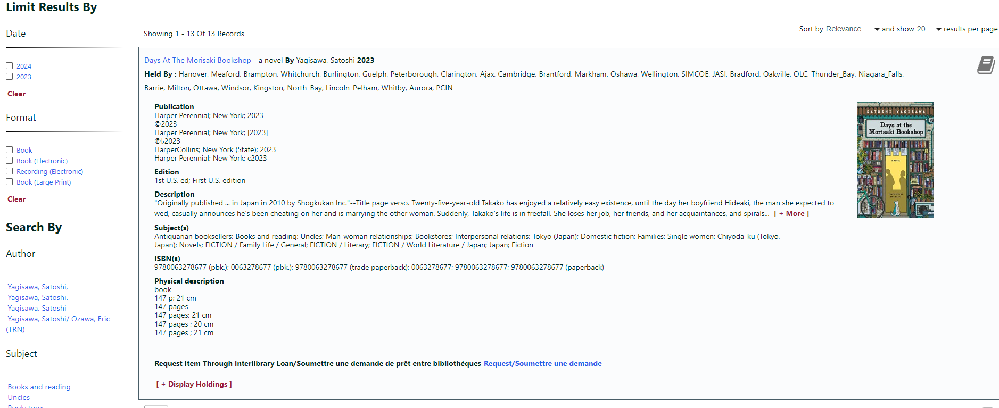 Limit Results By
Date
2024
2023
Clear
Format
Book
Book (Electronic)
Recording (Electronic)
Book (Large Print)
Clear
Search By
Author
Yagisawa, Satoshi,
Yagisawa, Satoshi.
Yagisawa, Satoshi
Yagisawa, Satoshi/ Ozawa, Eric
(TRN)
Subject
Books and reading
Uncles
Showing 1 - 13 Of 13 Records
Sort by Relevance and show 20 results per page
Days At The Morisaki Bookshop - a novel By Yagisawa, Satoshi 2023
Held By : Hanover, Meaford, Brampton, Whitchurch, Burlington, Guelph, Peterborough, Clarington, Ajax, Cambridge, Brantford, Markham, Oshawa, Wellington, SIMCOE, JASI, Bradford, Oakville, OLC, Thunder_Bay, Niagara_Falls,
Barrie, Milton, Ottawa, Windsor, Kingston, North_Bay, Lincoln_Pelham, Whitby, Aurora, PCIN
Publication
Harper Perennial; New York; 2023
©2023
Harper Perennial; New York; [2023]
℗♭2023
HarperCollins; New York (State); 2023
Harper Perennial; New York; c2023
Edition
1st U.S. ed; First U.S. edition
Description
"Originally published ... in Japan in 2010 by Shogkukan Inc."--Title page verso. Twenty-five-year-old Takako has enjoyed a relatively easy existence, until the day her boyfriend Hideaki, the man she expected to
wed, casually announces he's been cheating on her and is marrying the other woman. Suddenly, Takako's life is in freefall. She loses her job, her friends, and her acquaintances, and spirals... [ + More ]
Subject(s)
Antiquarian booksellers; Books and reading; Uncles; Man-woman relationships; Bookstores; Interpersonal relations; Tokyo (Japan); Domestic fiction; Families; Single women; Chiyoda-ku (Tokyo,
Japan); Novels; FICTION / Family Life / General; FICTION / Literary; FICTION / World Literature / Japan; Japan; Fiction
ISBN(s)
9780063278677 (pbk.); 0063278677 (pbk.); 9780063278677 (trade paperback); 0063278677; 9780063278677; 9780063278677 (paperback)
Physical description
book
147 p; 21 cm
147 pages
147 pages; 21 cm
147 pages ; 20 cm
147 pages ; 21 cm
Request Item Through Interlibrary Loan/Soumettre une demande de prêt entre bibliothèques Request/Soumettre une demande
[ + Display Holdings ]
SATOSHI YAGISAWA
Days at the
Morisaki Bookshop
A NOVEL
TRANSLATED BY
ERIC OZAWA